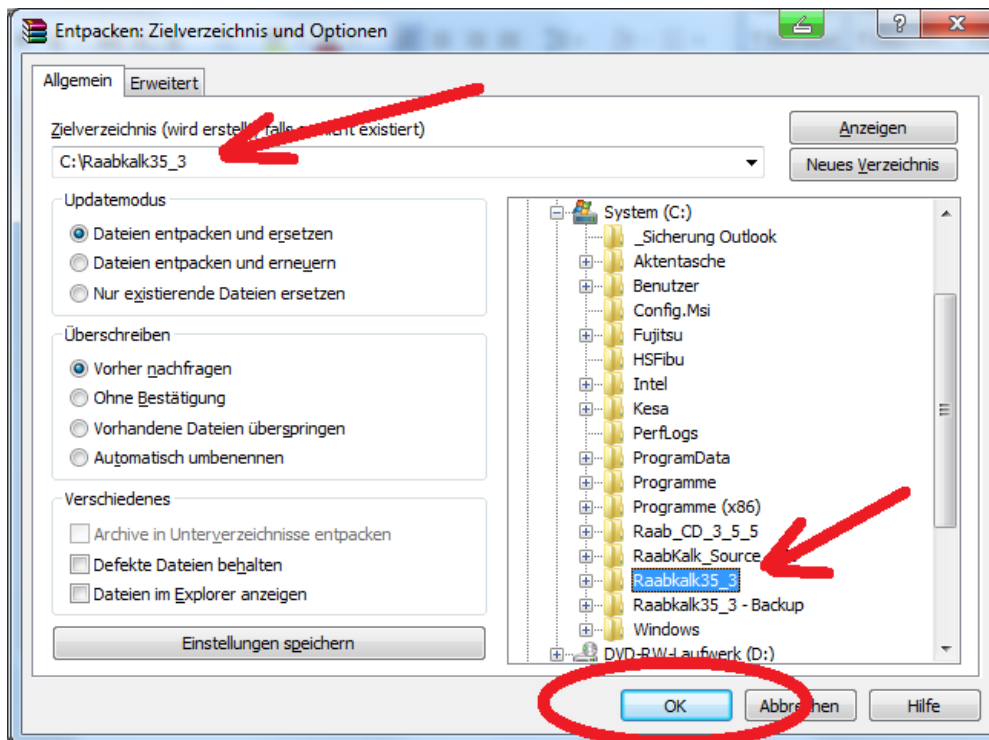 Entpacken: Zielverzeichnis und Optionen
Allgemein
Erweitert
Zielverzeichnis (wird erstellt, falls es nicht existiert)
C:\Raabkalk35_3
Anzeigen
Neues Verzeichnis
Updatemodus
Dateien entpacken und ersetzen
Dateien entpacken und erneuern
Nur existierende Dateien ersetzen
Überschreiben
Vorher nachfragen
Ohne Bestätigung
Vorhandene Dateien überspringen
Automatisch umbenennen
Verschiedenes
Archive in Unterverzeichnisse entpacken
Defekte Dateien behalten
Dateien im Explorer anzeigen
Einstellungen speichern
System (C:)
_Sicherung Outlook
Aktentasche
Benutzer
Config.Msi
Fujitsu
HSFibu
Intel
Kesa
PerfLogs
ProgramData
Programme
Programme (x86)
Raab_CD_3_5_5
RaabKalk_Source
Raabkalk35_3
Raabkalk35_3 - Backup
Windows
DVD-RW-Laufwerk (D:)
OK
Abbrechen
Hilfe